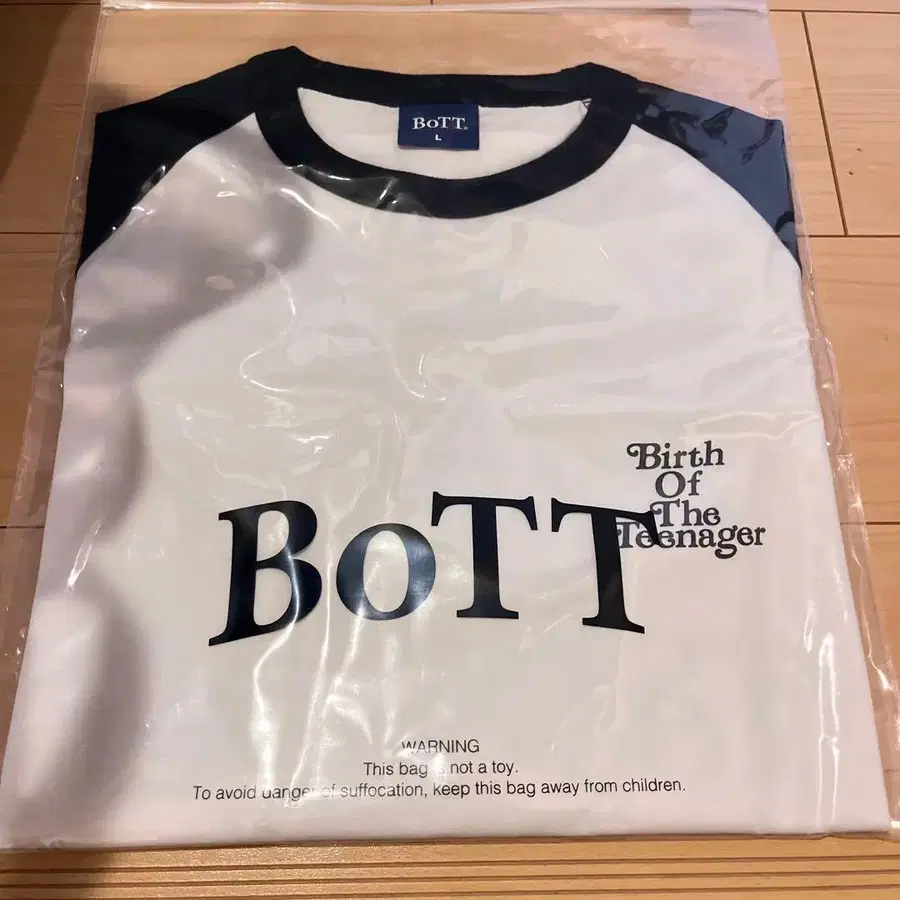 BoTT.
L
Birth
Of
The
Teenager
BoTT
WARNING
This bag is not a toy.
To avoid danger of suffocation, keep this bag away from children.